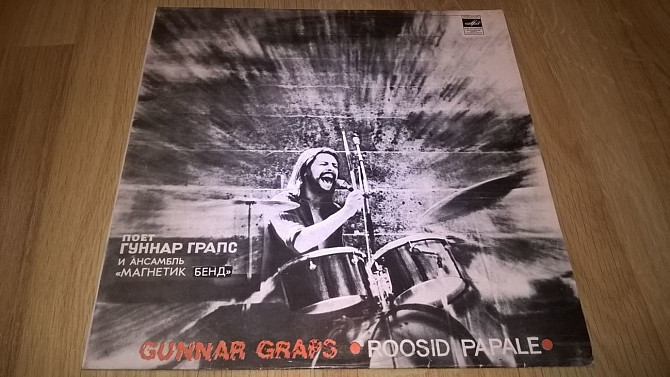 ПОЕТ
ГУННАР ГРАПС
И АНСАМБЛЬ
«МАГНЕТИК БЕНД»
GUNNAR GRAPS • ROOSID PAPALE •